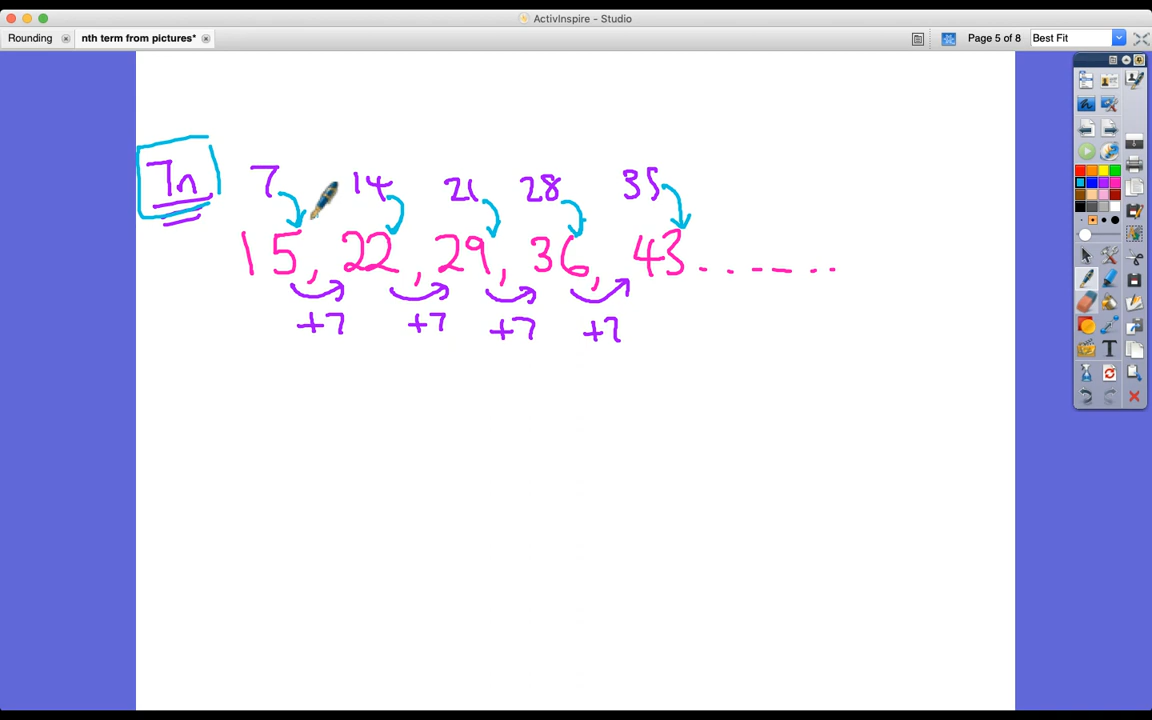 ActivInspire - Studio
Rounding nth term from pictures* Page 5 of 8 Best Fit
7n 7 14 21 28 35
15, 22, 29, 36, 43 ........
+7 +7 +7 +7
T